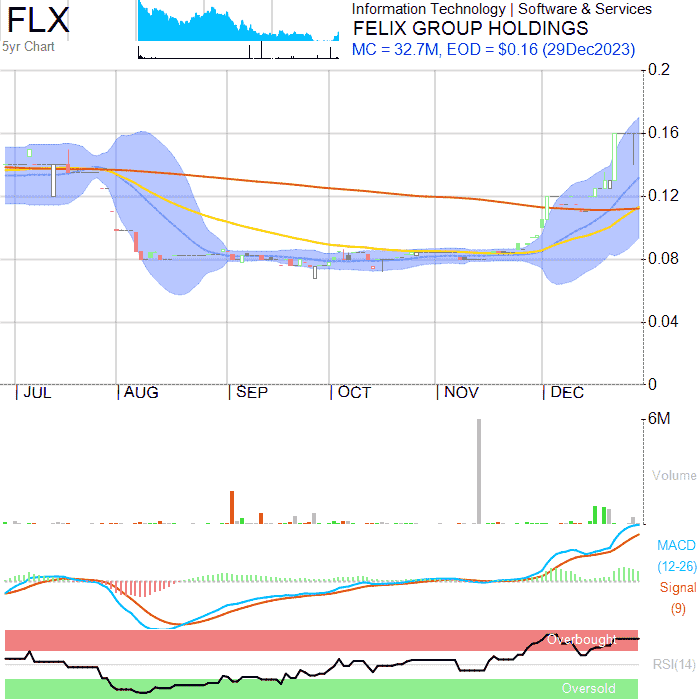 FLX
5yr Chart
Information Technology | Software & Services
FELIX GROUP HOLDINGS
MC = 32.7M, EOD = $0.16 (29Dec2023)
0.2
0.16
0.12
0.08
0.04
0
JUL AUG SEP OCT NOV DEC
6M
Volume
MACD
(12-26)
Signal
(9)
Overbought
RSI(14)
Oversold